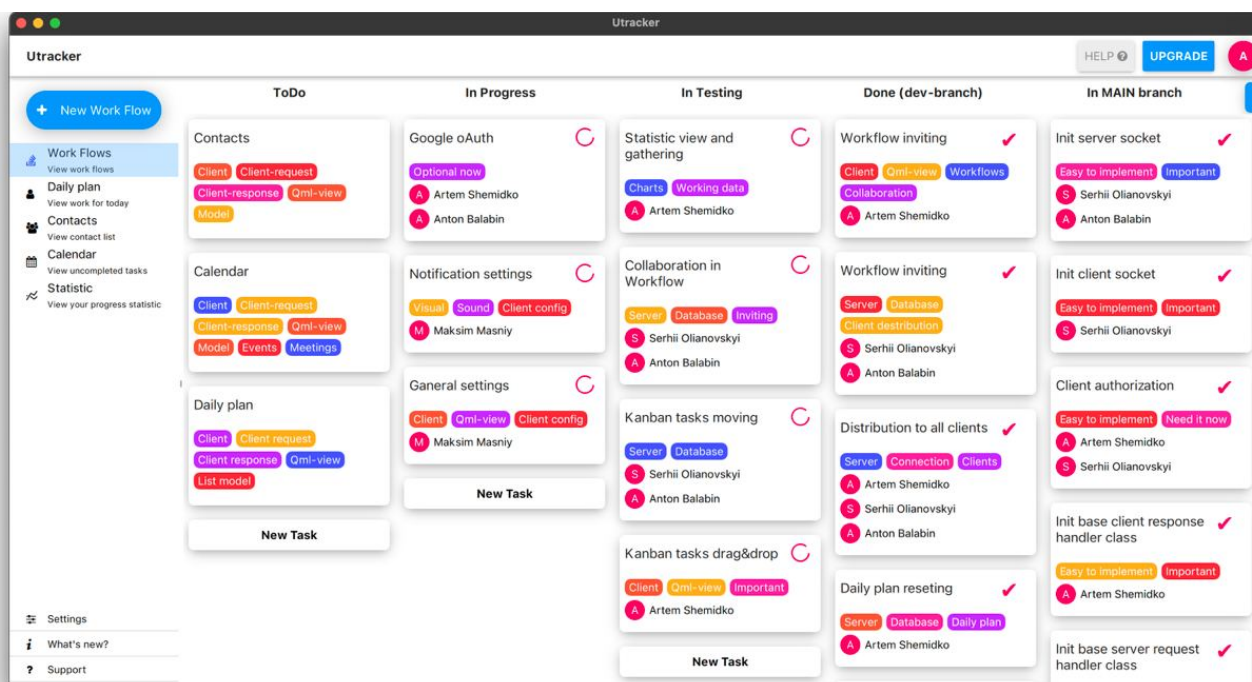 Utracker
Utracker
HELP
UPGRADE
A
New Work Flow
Work Flows
View work flows
Daily plan
View work for today
Contacts
View contact list
Calendar
View uncompleted tasks
Statistic
View your progress statistic
Settings
What's new?
Support
ToDo
Contacts
Client Client-request
Client-response Qml-view
Model
Calendar
Client Client-request
Client-response Qml-view
Model Events Meetings
Daily plan
Client Client request
Client response Qml-view
List model
New Task
In Progress
Google oAuth
Optional now
A Artem Shemidko
A Anton Balabin
Notification settings
Visual Sound Client config
M Maksim Masniy
Ganeral settings
Client Qml-view Client config
M Maksim Masniy
New Task
In Testing
Statistic view and
gathering
Charts Working data
A Artem Shemidko
Collaboration in
Workflow
Server Database Inviting
S Serhii Olianovskyi
A Anton Balabin
Kanban tasks moving
Server Database
S Serhii Olianovskyi
A Anton Balabin
Kanban tasks drag&drop
Client Qml-view Important
A Artem Shemidko
New Task
Done (dev-branch)
Workflow inviting
Client Qml-view Workflows
Collaboration
A Artem Shemidko
Workflow inviting
Server Database
Client destribution
S Serhii Olianovskyi
A Anton Balabin
Distribution to all clients
Server Connection Clients
A Artem Shemidko
S Serhii Olianovskyi
A Anton Balabin
Daily plan reseting
Server Database Daily plan
A Artem Shemidko
In MAIN branch
Init server socket
Easy to implement Important
S Serhii Olianovskyi
A Anton Balabin
Init client socket
Easy to implement Important
S Serhii Olianovskyi
Client authorization
Easy to implement Need it now
A Artem Shemidko
S Serhii Olianovskyi
Init base client response
handler class
Easy to implement Important
A Artem Shemidko
Init base server request
handler class